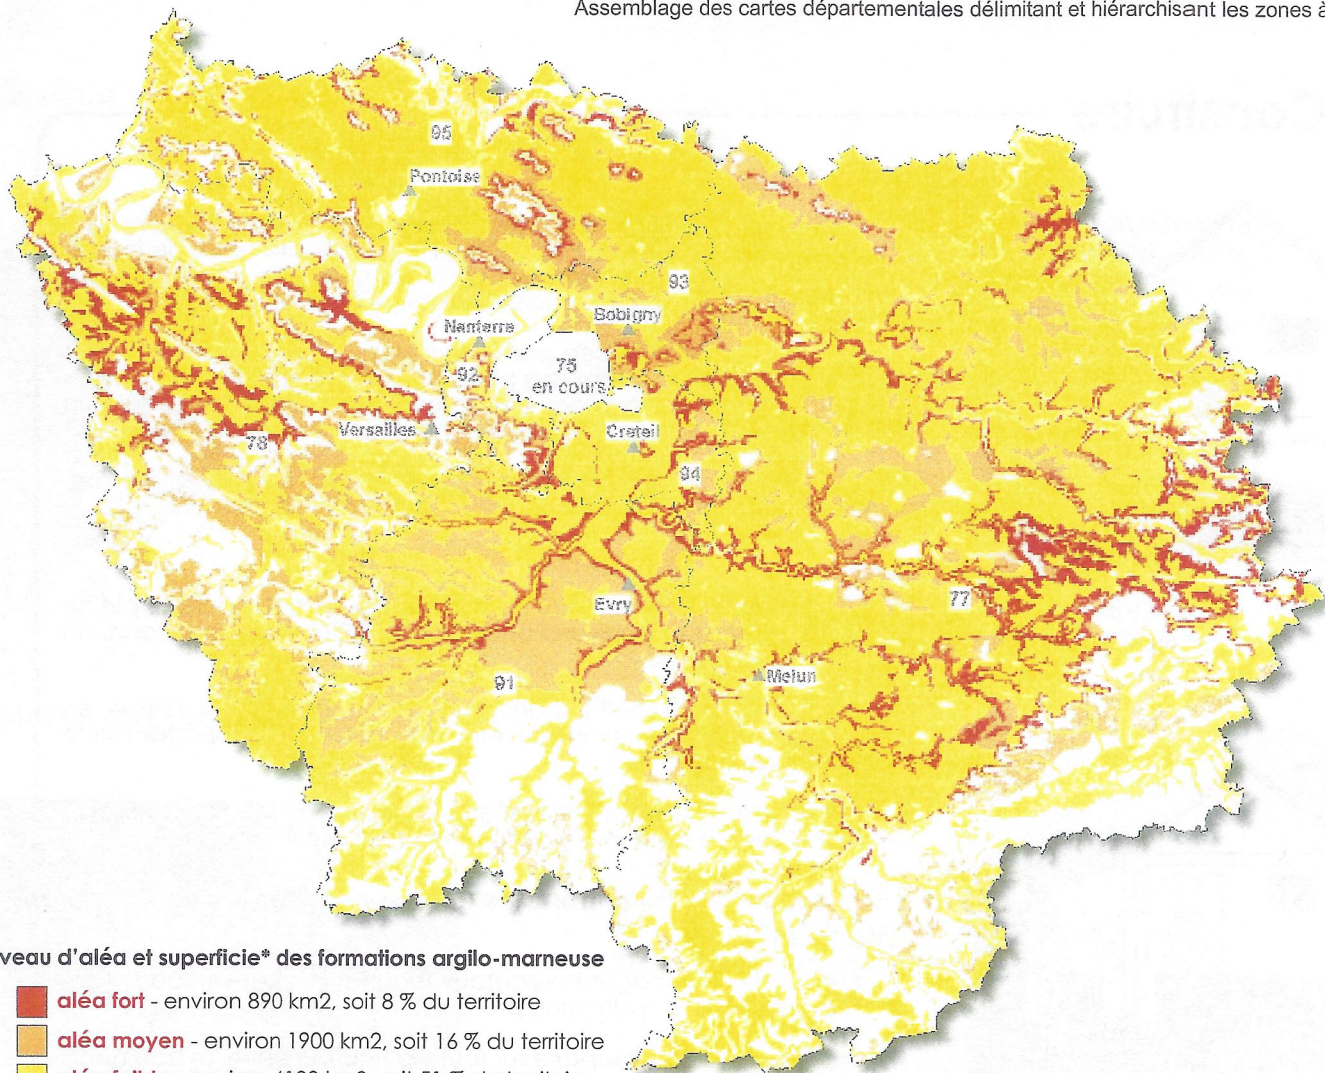 Assemblage des cartes départementales délimitant et hiérarchisant les zones à
95
Pontoise
93
Nanterre
Bobigny
92
75
en cours
Versailles
Creteil
78
94
Evry
77
91
7
Melun
veau d'aléa et superficie* des formations argilo-marneuse
aléa fort - environ 890 km2, soit 8 % du territoire
aléa moyen - environ 1900 km2, soit 16 % du territoire